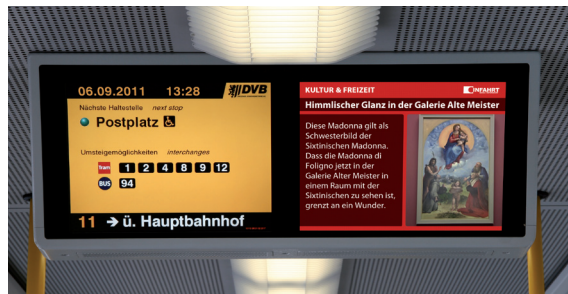 06.09.2011 13:28 DVB
Nächste Haltestelle next stop
Postplatz
Umsteigemöglichkeiten interchanges
Tram 1 2 4 8 9 12
BUS 94
11 → ü. Hauptbahnhof
KULTUR & FREIZEIT EINFAHRT
Himmlischer Glanz in der Galerie Alte Meister
Diese Madonna gilt als
Schwesterbild der
Sixtinischen Madonna.
Dass die Madonna di
Foligno jetzt in der
Galerie Alte Meister in
einem Raum mit der
Sixtinischen zu sehen ist,
grenzt an ein Wunder.